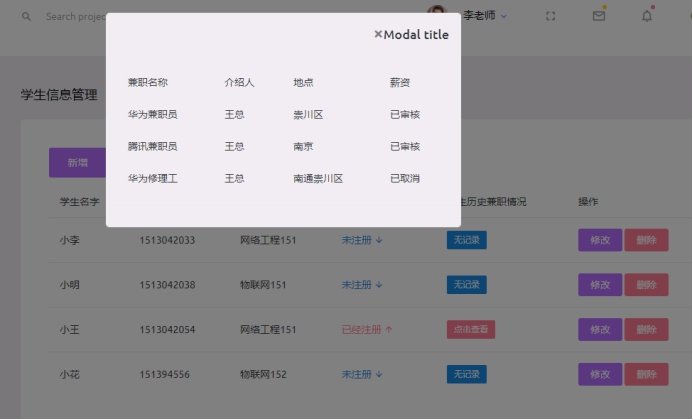 Search projec
李老师
×Modal title
兼职名称 介绍人 地点 薪资
华为兼职员 王总 崇川区 已审核
腾讯兼职员 王总 南京 已审核
华为修理工 王总 南通崇川区 已取消
学生信息管理
新增
学生名字 生历史兼职情况 操作
小李 1513042033 网络工程151 未注册 ↓ 无记录 修改 删除
小明 1513042038 物联网151 未注册 ↓ 无记录 修改 删除
小王 1513042054 网络工程151 已经注册 ↑ 点击查看 修改 删除
小花 151394556 物联网152 未注册 ↓ 无记录 修改 删除